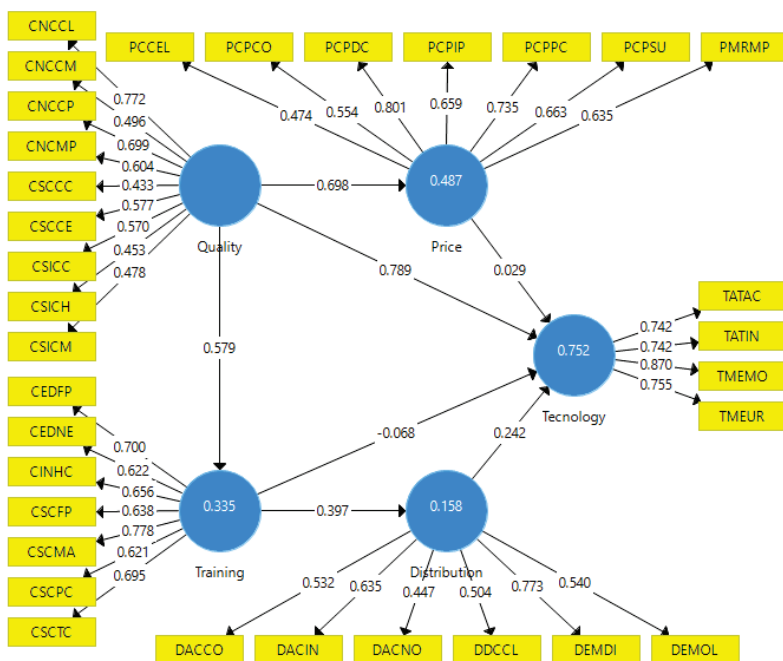 CNCCL
CNCCM
CNCCP
CNCMP
CSCCC
CSCCE
CSICC
CSICH
CSICM
0.772
0.496
0.699
0.604
0.433
0.577
0.570
0.453
0.478
Quality
PCCEL
PCPCO
PCPDC
PCPIP
PCPPC
PCPSU
PMRMP
0.474
0.554
0.801
0.659
0.735
0.663
0.635
0.698
0.487
Price
0.789
0.029
0.579
0.752
Tecnology
0.742
0.742
0.870
0.755
TATAC
TATIN
TMEMO
TMEUR
CEDFP
CEDNE
CINHC
CSCFP
CSCMA
CSCPC
CSCTC
0.700
0.622
0.656
0.638
0.778
0.621
0.695
0.335
Training
-0.068
0.397
0.242
0.158
Distribution
0.532
0.635
0.447
0.504
0.773
0.540
DACCO
DACIN
DACNO
DDCCL
DEMDI
DEMOL